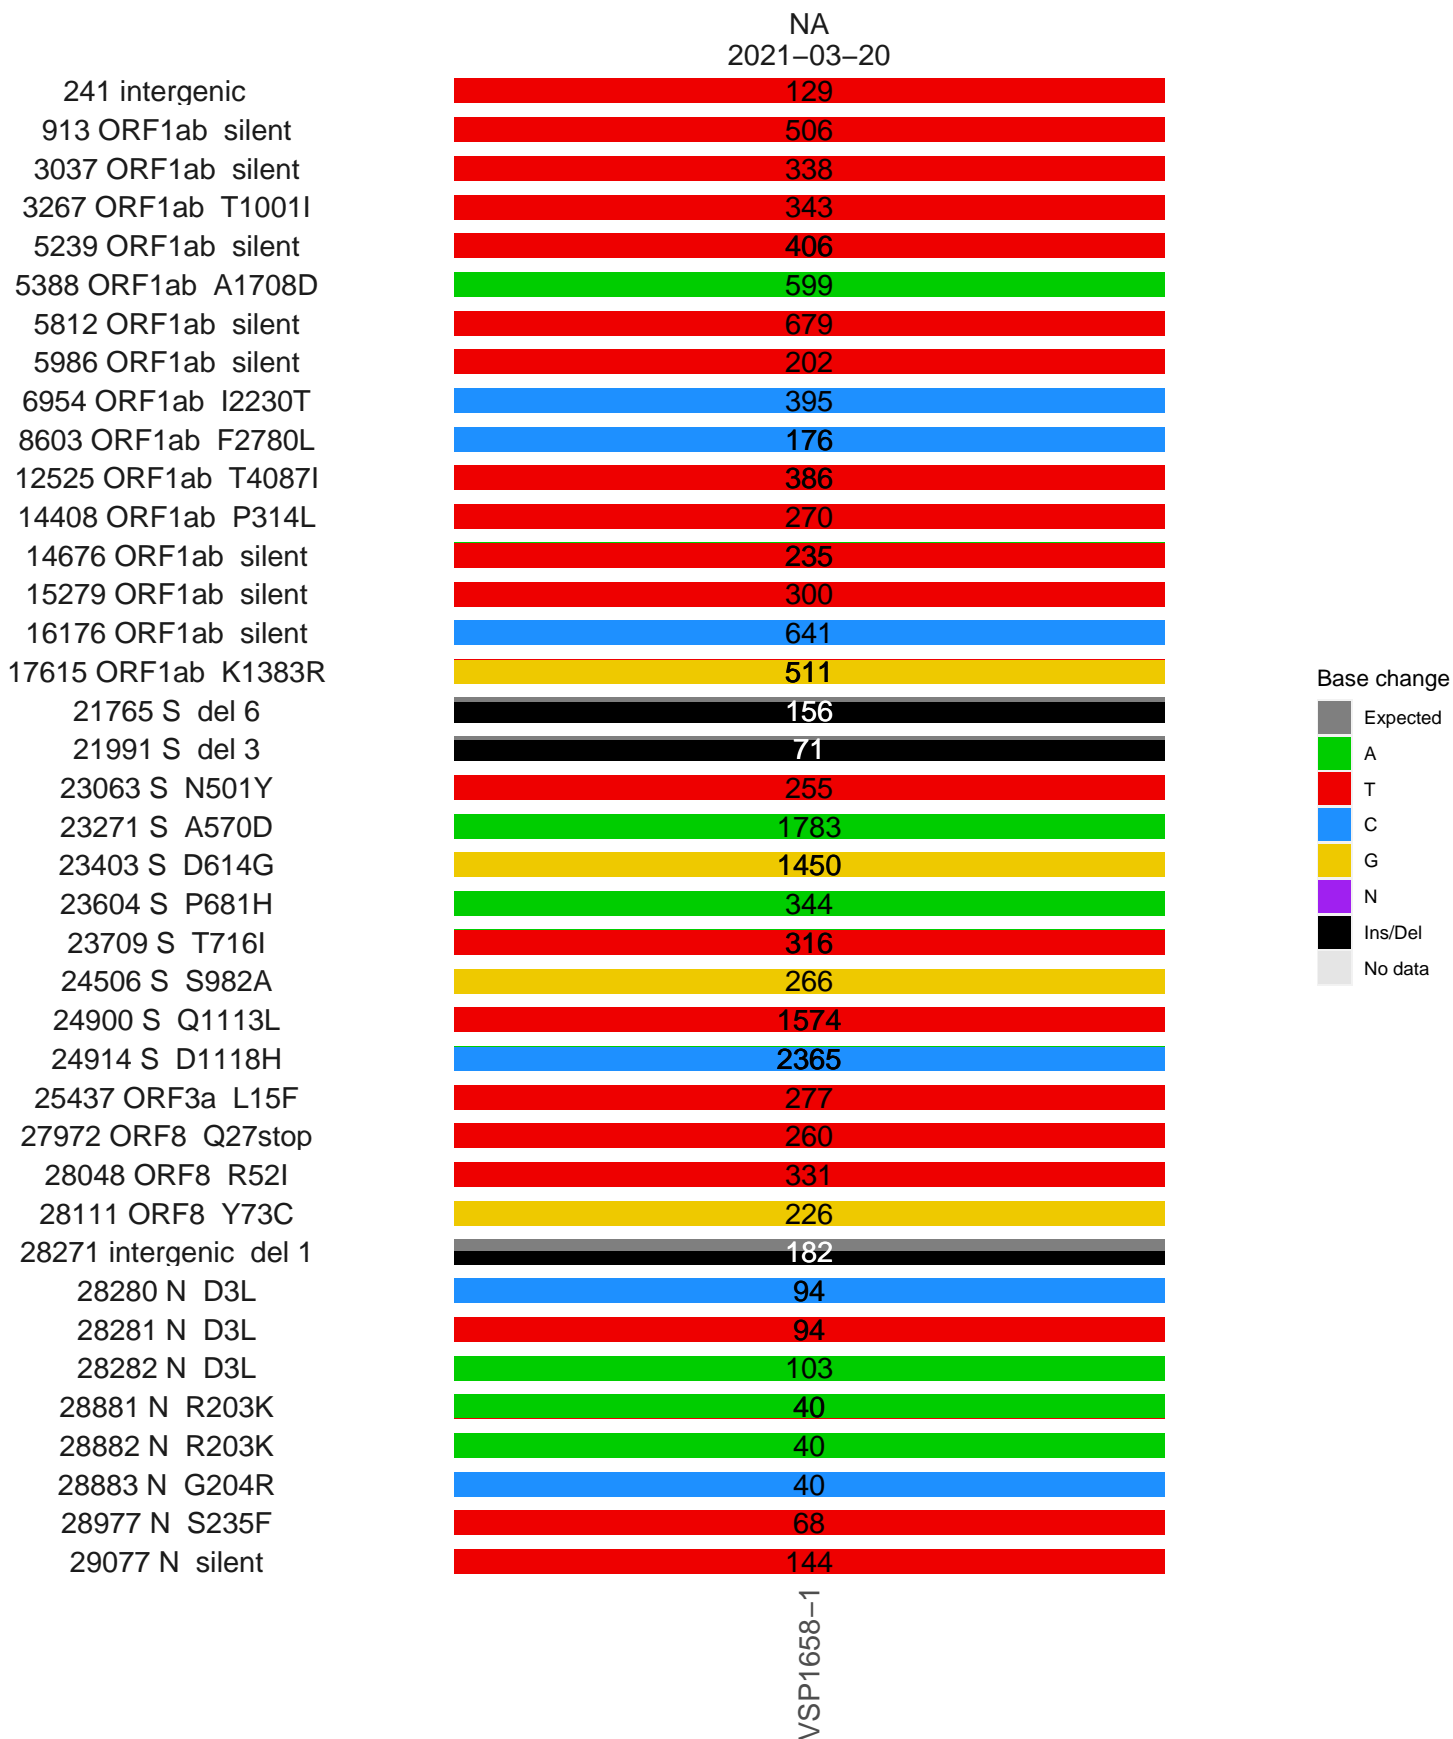 NA
2021−03−20
241 intergenic 129
913 ORF1ab silent 506
3037 ORF1ab silent 338
3267 ORF1ab T1001I 343
5239 ORF1ab silent 406
5388 ORF1ab A1708D 599
5812 ORF1ab silent 679
5986 ORF1ab silent 202
6954 ORF1ab I2230T 395
8603 ORF1ab F2780L 176
12525 ORF1ab T4087I 386
14408 ORF1ab P314L 270
14676 ORF1ab silent 235
15279 ORF1ab silent 300
16176 ORF1ab silent 641
17615 ORF1ab K1383R 511
21765 S del 6 156
21991 S del 3 71
23063 S N501Y 255
23271 S A570D 1783
23403 S D614G 1450
23604 S P681H 344
23709 S T716I 316
24506 S S982A 266
24900 S Q1113L 1574
24914 S D1118H 2365
25437 ORF3a L15F 277
27972 ORF8 Q27stop 260
28048 ORF8 R52I 331
28111 ORF8 Y73C 226
28271 intergenic del 1 182
28280 N D3L 94
28281 N D3L 94
28282 N D3L 103
28881 N R203K 40
28882 N R203K 40
28883 N G204R 40
28977 N S235F 68
29077 N silent 144
VSP1658−1
Base change
Expected
A
T
C
G
N
Ins/Del
No data